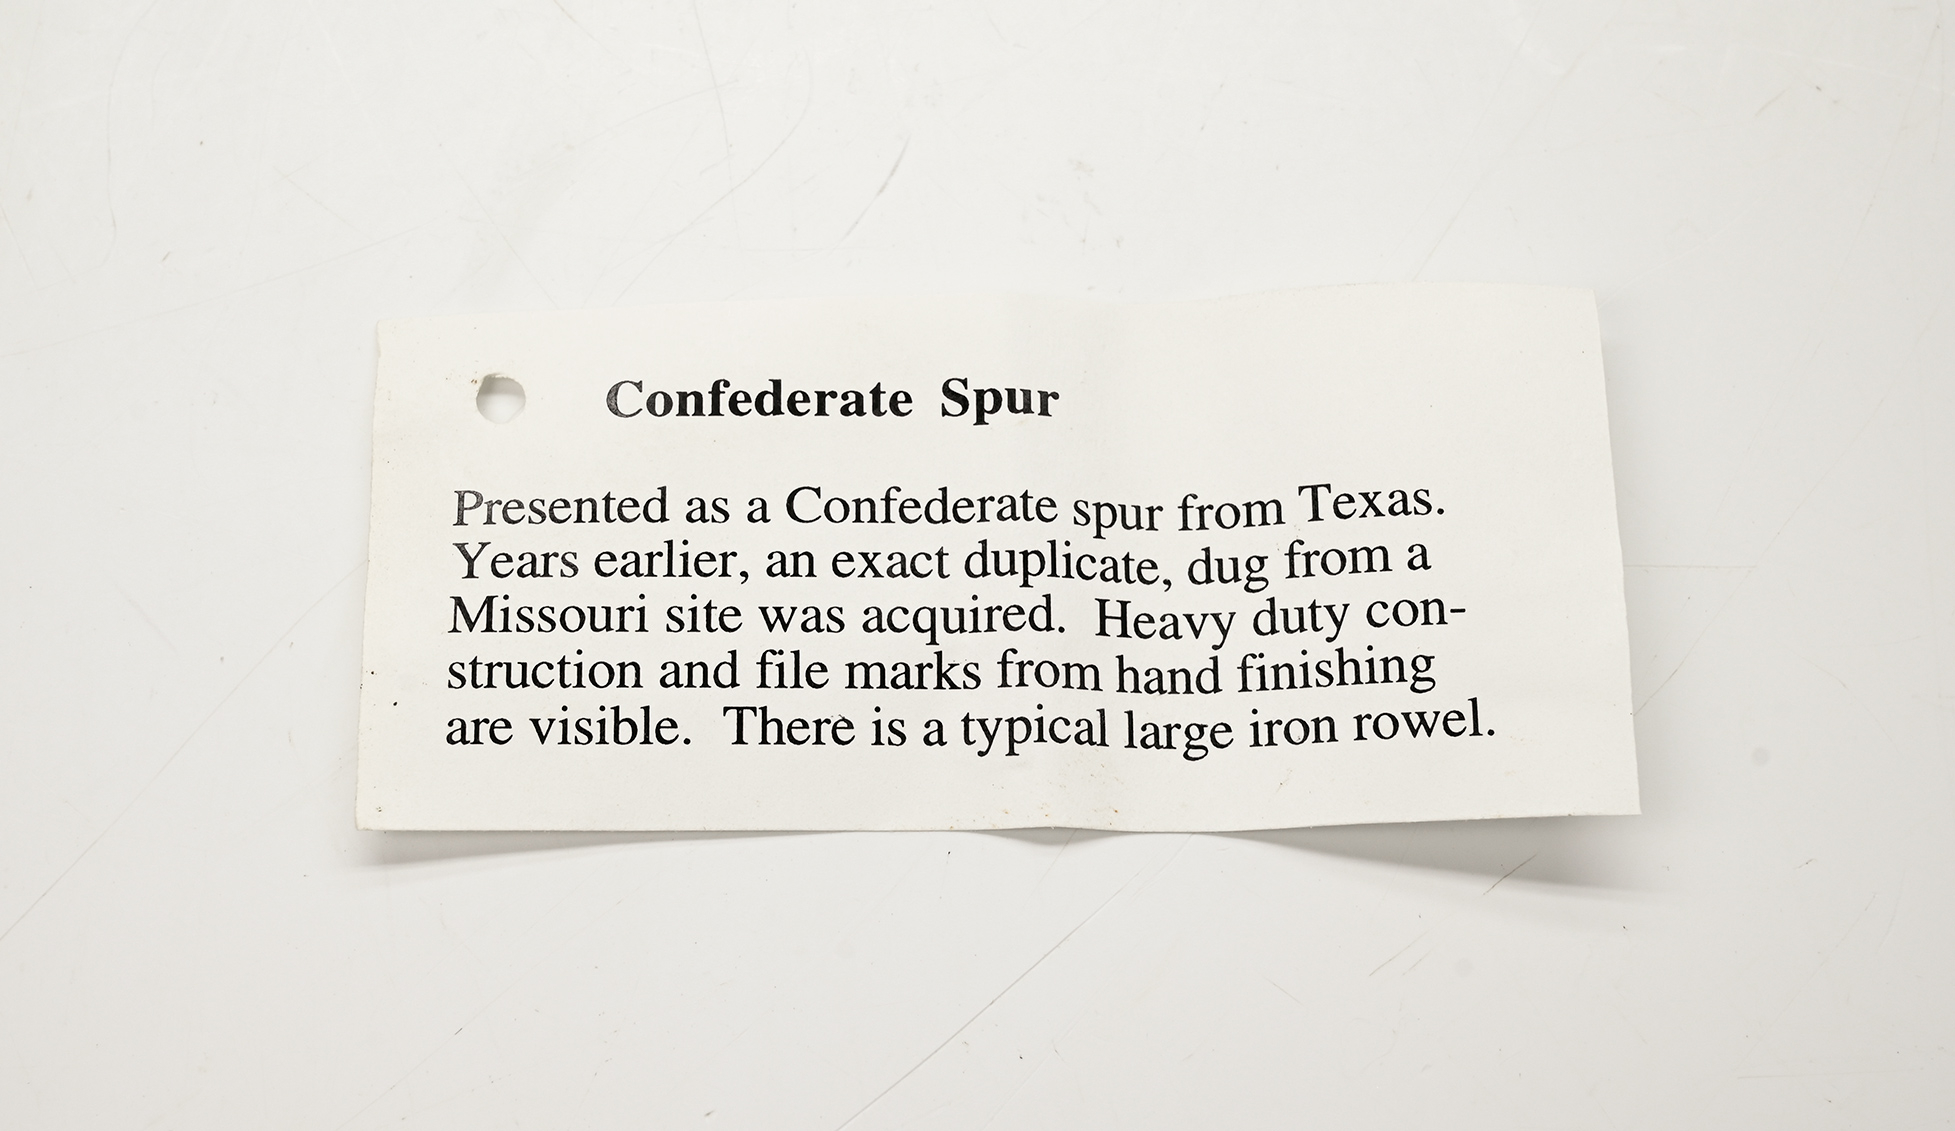 Confederate Spur
Presented as a Confederate spur from Texas.
Years earlier, an exact duplicate, dug from a
Missouri site was acquired. Heavy duty con-
struction and file marks from hand finishing
are visible. There is a typical large iron rowel.